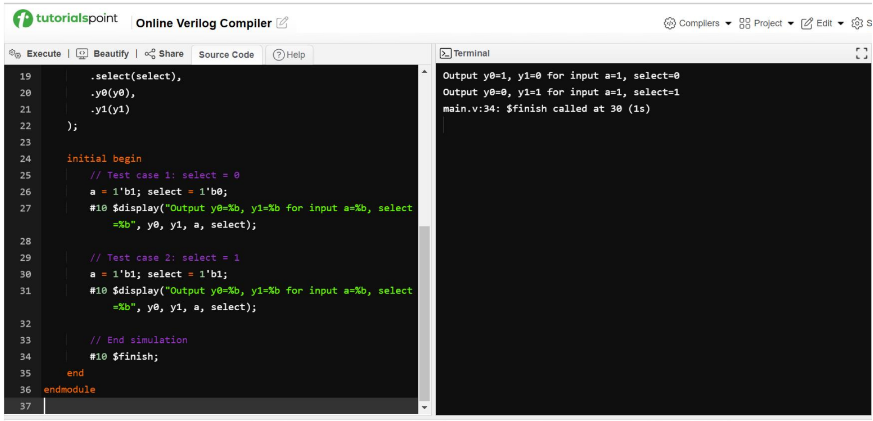 tutorialspoint
Online Verilog Compiler
Compilers
Project
Edit
S
Execute | Beautify | Share Source Code Help
Terminal
19 .select(select),
20 .y0(y0),
21 .y1(y1)
22 );
23
24 initial begin
25 // Test case 1: select = 0
26 a = 1'b1; select = 1'b0;
27 #10 $display("Output y0=%b, y1=%b for input a=%b, select
=%b", y0, y1, a, select);
28
29 // Test case 2: select = 1
30 a = 1'b1; select = 1'b1;
31 #10 $display("Output y0=%b, y1=%b for input a=%b, select
=%b", y0, y1, a, select);
32
33 // End simulation
34 #10 $finish;
35 end
36 endmodule
37
Output y0=1, y1=0 for input a=1, select=0
Output y0=0, y1=1 for input a=1, select=1
main.v:34: $finish called at 30 (1s)